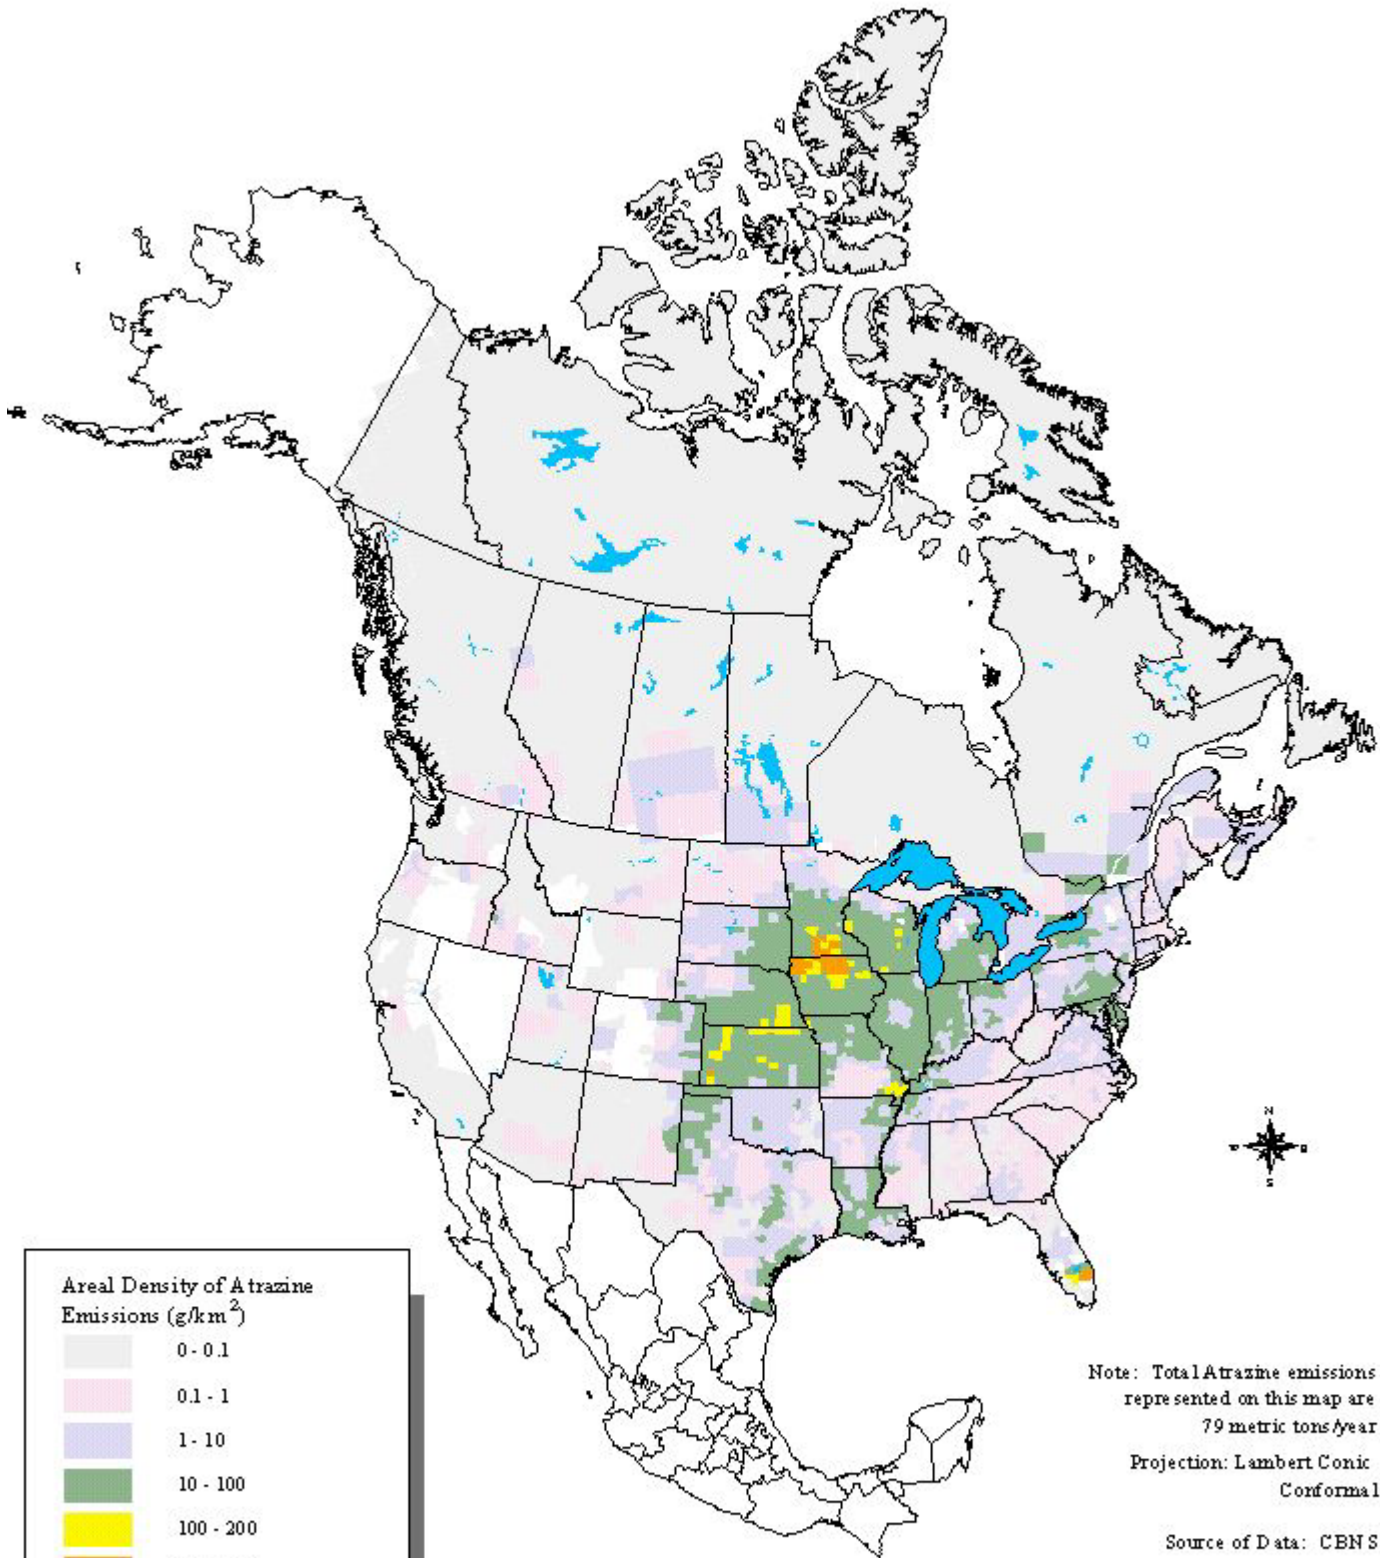 N
S
Areal Density of Atrazine
Emissions (g/km²)
0 - 0.1
0.1 - 1
1 - 10
10 - 100
100 - 200
Note: Total Atrazine emissions
represented on this map are
79 metric tons/year
Projection: Lambert Conic
Conformal
Source of Data: CBNS